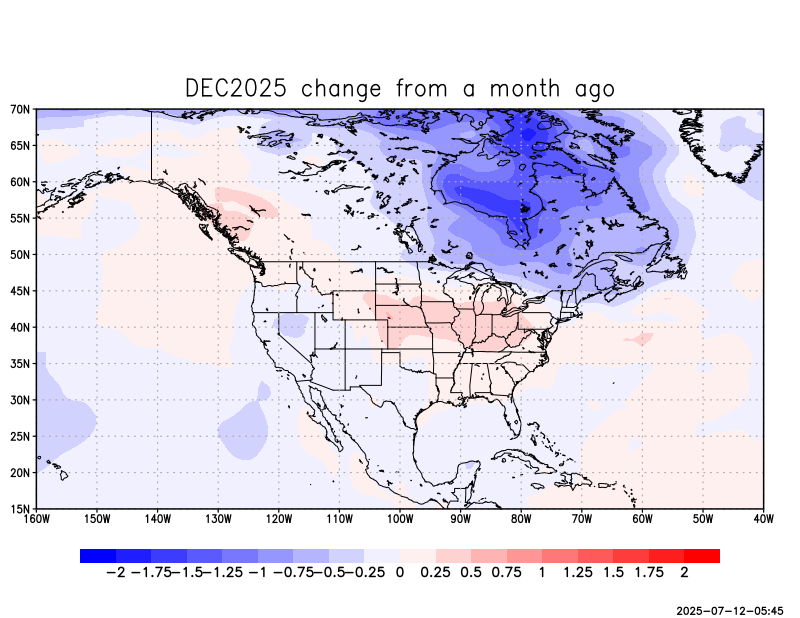 DEC2025 change from a month ago
70N
65N
60N
55N
50N
45N
40N
35N
30N
25N
20N
15N
160W 150W 140W 130W 120W 110W 100W 90W 80W 70W 60W 50W 40W
-2 -1.75 -1.5 -1.25 -1 -0.75 -0.5 -0.25 0 0.25 0.5 0.75 1 1.25 1.5 1.75 2
2025-07-12-05:45